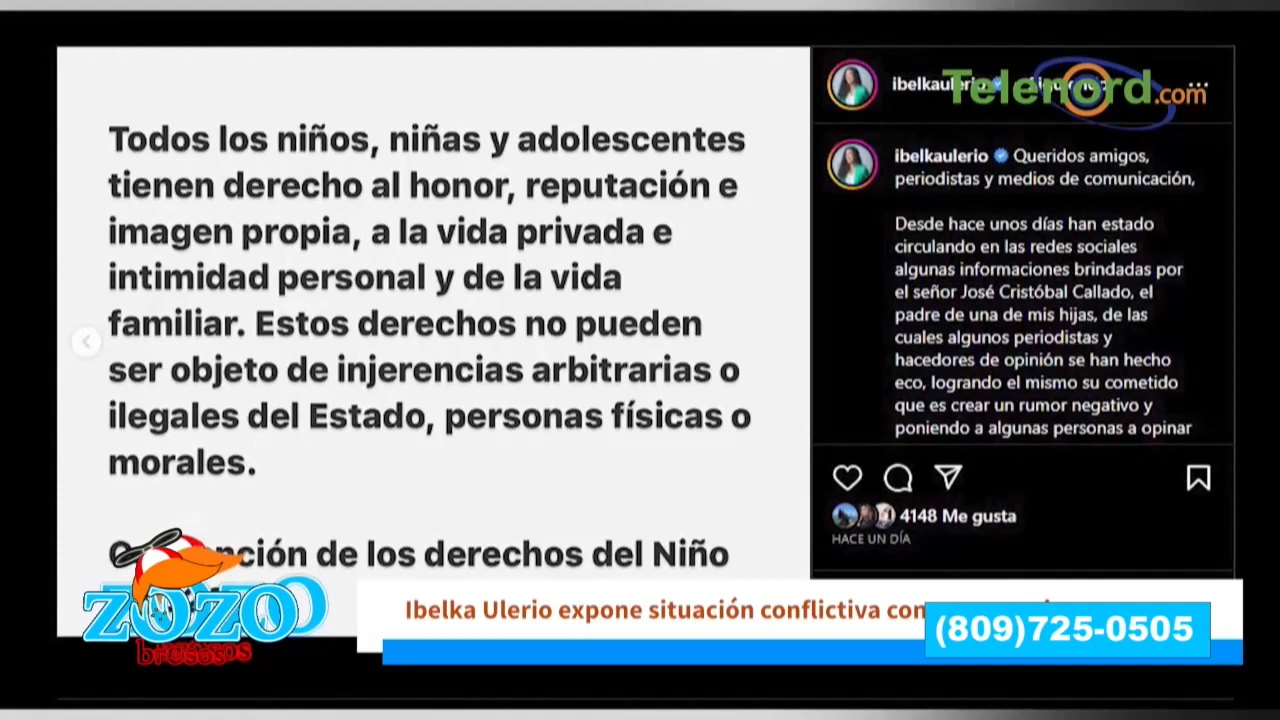 Todos los niños, niñas y adolescentes
tienen derecho al honor, reputación e
imagen propia, a la vida privada e
intimidad personal y de la vida
familiar. Estos derechos no pueden
ser objeto de injerencias arbitrarias o
ilegales del Estado, personas físicas o
morales.
de los derechos del Niño
Telenord.com
ibelkaulerio Queridos amigos,
periodistas y medios de comunicación,
Desde hace unos días han estado
circulando en las redes sociales
algunas informaciones brindadas por
el señor José Cristóbal Callado, el
padre de una de mis hijas, de las
cuales algunos periodistas y
hacedores de opinión se han hecho
eco, logrando el mismo su cometido
que es crear un rumor negativo y
poniendo a algunas personas a opinar
4148 Me gusta
HACE UN DÍA
ZOZO
Ibelka Ulerio expone situación conflictiva
(809)725-0505